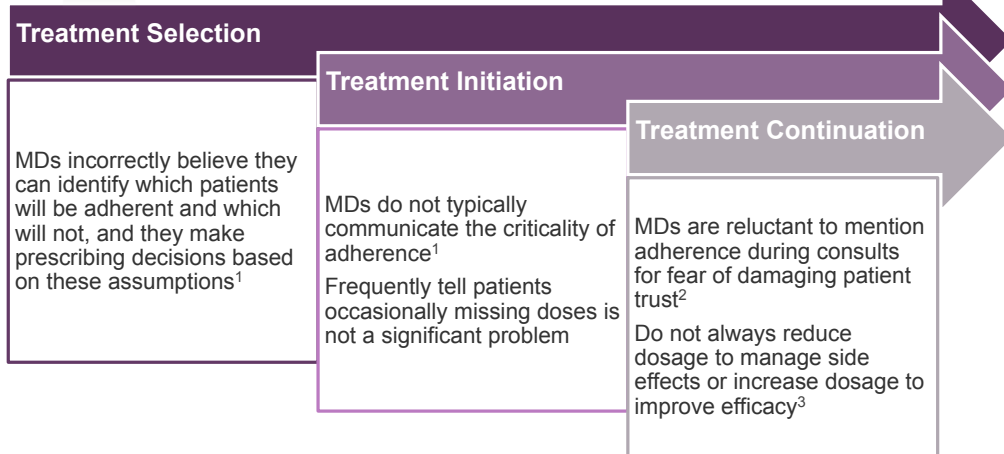 Treatment Selection
MDs incorrectly believe they
can identify which patients
will be adherent and which
will not, and they make
prescribing decisions based
on these assumptions1
Treatment Initiation
MDs do not typically
communicate the criticality of
adherence1
Frequently tell patients
occasionally missing doses is
not a significant problem
Treatment Continuation
MDs are reluctant to mention
adherence during consults
for fear of damaging patient
trust2
Do not always reduce
dosage to manage side
effects or increase dosage to
improve efficacy3